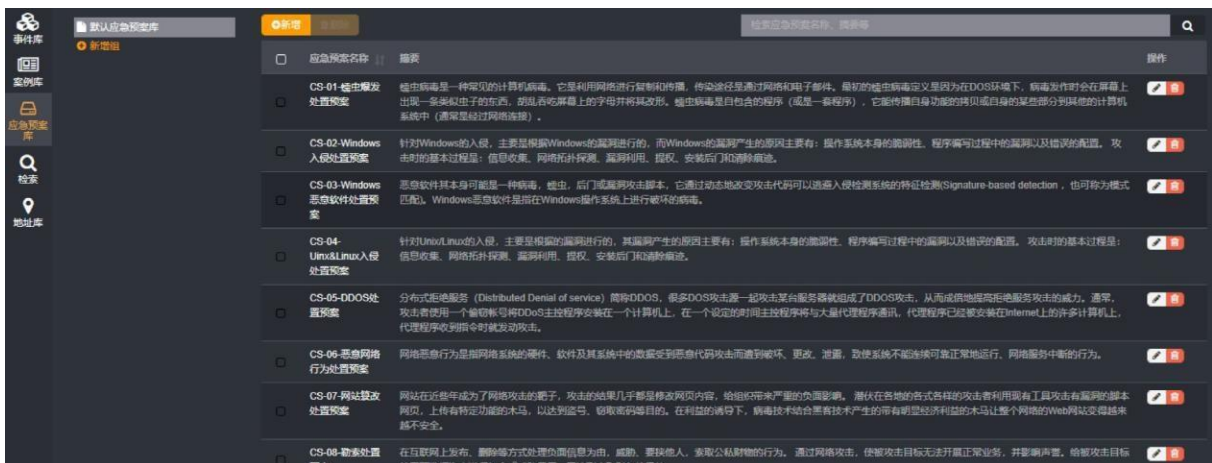 事件库
案例库
应急预案
库
检索
地址库
默认应急预案库
新增组
新增
检索应急预案名称、摘要等
应急预案名称
摘要
操作
CS-01-蠕虫爆发
处置预案
蠕虫病毒是一种常见的计算机病毒。它是利用网络进行复制和传播，传染途径是通过网络和电子邮件。最初的蠕虫病毒定义是因为在DOS环境下，病毒发作时会在屏幕上
出现一条类似虫子的东西，胡乱吞吃屏幕上的字母并将其改形。蠕虫病毒是自包含的程序（或是一套程序），它能传播自身功能的拷贝或自身的某些部分到其他的计算机
系统中（通常是经过网络连接）。
CS-02-Windows
入侵处置预案
针对Windows的入侵，主要是根据Windows的漏洞进行的，而Windows的漏洞产生的原因主要有：操作系统本身的脆弱性、程序编写过程中的漏洞以及错误的配置。 攻
击时的基本过程是：信息收集、网络拓扑探测、漏洞利用、提权、安装后门和清除痕迹。
CS-03-Windows
恶意软件处置预
案
恶意软件其本身可能是一种病毒，蠕虫，后门或漏洞攻击脚本，它通过动态地改变攻击代码可以逃避入侵检测系统的特征检测(Signature-based detection ，也可称为模式
匹配)。Windows恶意软件是指在Windows操作系统上进行破坏的病毒。
CS-04-
Uinx&Linux入侵
处置预案
针对Unix/Linux的入侵，主要是根据的漏洞进行的，其漏洞产生的原因主要有：操作系统本身的脆弱性、程序编写过程中的漏洞以及错误的配置。 攻击时的基本过程是：
信息收集、网络拓扑探测、漏洞利用、提权、安装后门和清除痕迹。
CS-05-DDOS处
置预案
分布式拒绝服务（Distributed Denial of service）简称DDOS，很多DOS攻击源一起攻击某台服务器就组成了DDOS攻击，从而成倍地提高拒绝服务攻击的威力。通常，
攻击者使用一个偷窃帐号将DDoS主控程序安装在一个计算机上，在一个设定的时间主控程序将与大量代理程序通讯，代理程序已经被安装在Internet上的许多计算机上，
代理程序收到指令时就发动攻击。
CS-06-恶意网络
行为处置预案
网络恶意行为是指网络系统的硬件、软件及其系统中的数据受到恶意代码攻击而遭到破坏、更改、泄露，致使系统不能连续可靠正常地运行、网络服务中断的行为。
CS-07-网站篡改
处置预案
网站在近些年成为了网络攻击的靶子，攻击的结果几乎都是修改网页内容，给组织带来严重的负面影响。 潜伏在各地的各式各样的攻击者利用现有工具攻击有漏洞的脚本
网页，上传有特定功能的木马，以达到盗号、窃取密码等目的。在利益的诱导下，病毒技术结合黑客技术产生的带有明显经济利益的木马让整个网络的Web网站变得越来
越不安全。
CS-08-勒索处置
在互联网上发布、删除等方式处理负面信息为由，威胁、要挟他人，索取公私财物的行为。 通过网络攻击，使被攻击目标无法开展正常业务，并影响声誉。给被攻击目标